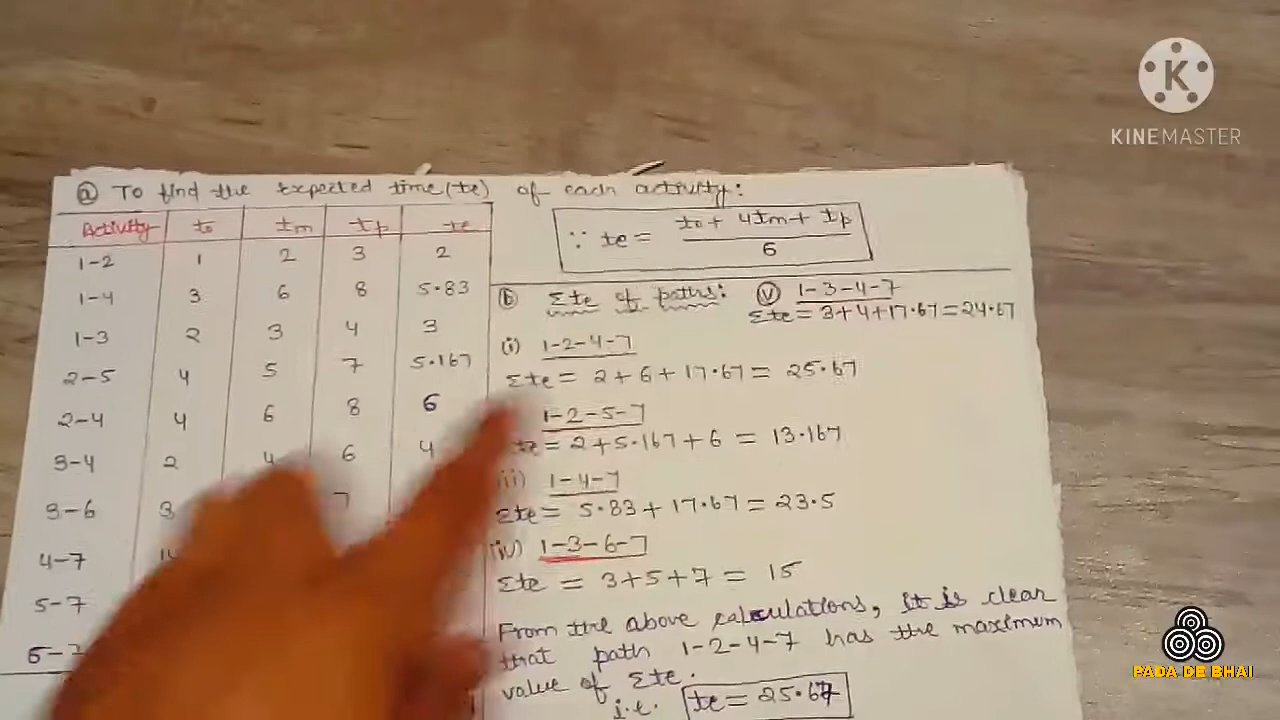 KINEMASTER
ⓐ To find the Expected time (te) of each activity:
Activity to tm tp te
1-2 1 2 3 2
1-4 3 6 8 5.83
1-3 2 3 4 3
2-5 4 5 7 5.167
2-4 4 6 8 6
3-4 2 4 6 4
3-6 3 7
4-7
5-7
∵ te = to + 4tm + tp
6
ⓑ Σte of paths:
(i) 1-2-4-7
Σte = 2+6+17.67 = 25.67
1-2-5-7
Σte = 2+5.167+6 = 13.167
1-4-7
Σte = 5.83+17.67 = 23.5
(iv) 1-3-6-7
Σte = 3+5+7 = 15
ⓥ 1-3-4-7
Σte = 3+4+17.67 = 24.67
From the above calculations, it is clear
that path 1-2-4-7 has the maximum
value of Σte.
i.e. te = 25.67
PADA DE BHAI